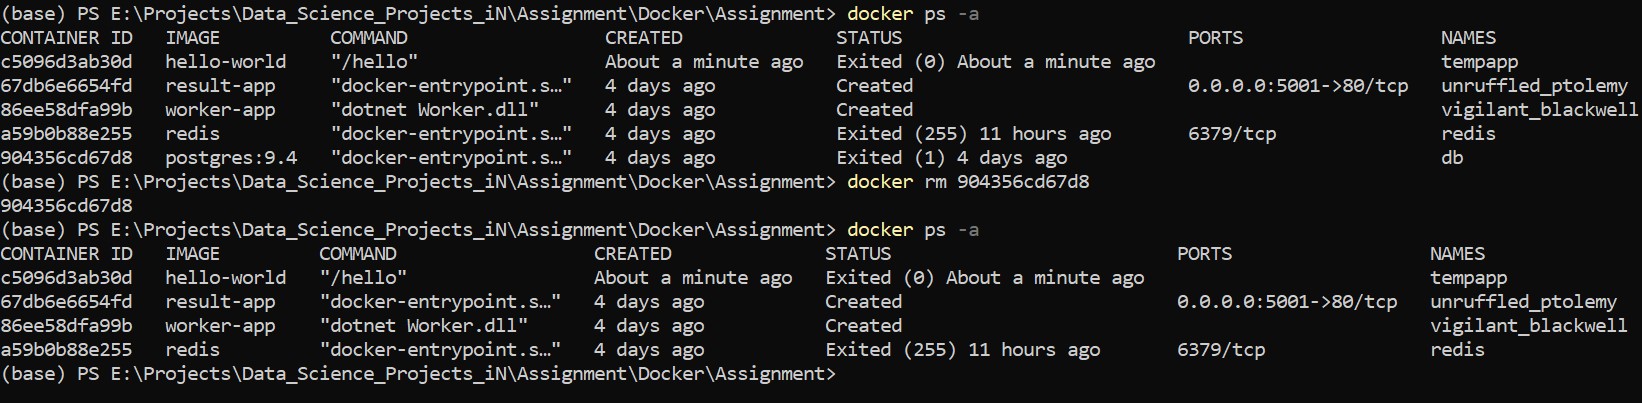 (base) PS E:\Projects\Data_Science_Projects_iN\Assignment\Docker\Assignment> docker ps -a
CONTAINER ID   IMAGE          COMMAND                  CREATED              STATUS                          PORTS                  NAMES
c5096d3ab30d   hello-world    "/hello"                 About a minute ago   Exited (0) About a minute ago                          tempapp
67db6e6654fd   result-app     "docker-entrypoint.s…"   4 days ago           Created                         0.0.0.0:5001->80/tcp   unruffled_ptolemy
86ee58dfa99b   worker-app     "dotnet Worker.dll"      4 days ago           Created                                                vigilant_blackwell
a59b0b88e255   redis          "docker-entrypoint.s…"   4 days ago           Exited (255) 11 hours ago       6379/tcp               redis
904356cd67d8   postgres:9.4   "docker-entrypoint.s…"   4 days ago           Exited (1) 4 days ago                                  db
(base) PS E:\Projects\Data_Science_Projects_iN\Assignment\Docker\Assignment> docker rm 904356cd67d8
904356cd67d8
(base) PS E:\Projects\Data_Science_Projects_iN\Assignment\Docker\Assignment> docker ps -a
CONTAINER ID   IMAGE         COMMAND                  CREATED              STATUS                          PORTS                  NAMES
c5096d3ab30d   hello-world   "/hello"                 About a minute ago   Exited (0) About a minute ago                          tempapp
67db6e6654fd   result-app    "docker-entrypoint.s…"   4 days ago           Created                         0.0.0.0:5001->80/tcp   unruffled_ptolemy
86ee58dfa99b   worker-app    "dotnet Worker.dll"      4 days ago           Created                                                vigilant_blackwell
a59b0b88e255   redis         "docker-entrypoint.s…"   4 days ago           Exited (255) 11 hours ago       6379/tcp               redis
(base) PS E:\Projects\Data_Science_Projects_iN\Assignment\Docker\Assignment>